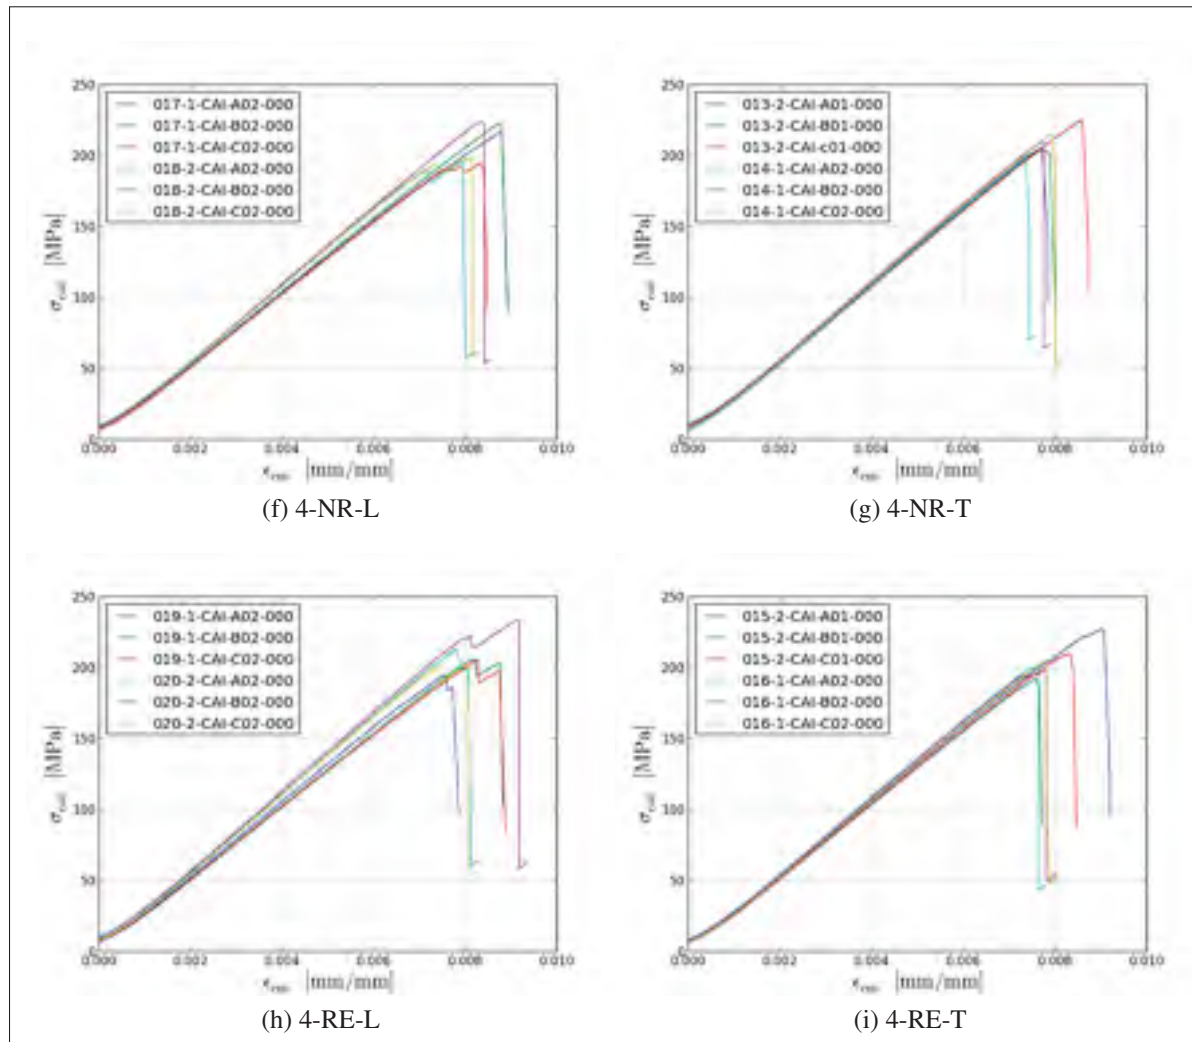 250
200
150
100
50
0
017-1-CAI-A02-000
017-1-CAI-B02-000
017-1-CAI-C02-000
018-2-CAI-A02-000
018-2-CAI-B02-000
018-2-CAI-C02-000
[MPa]
0.000 0.002 0.004 0.006 0.008 0.010
[mm/mm]
(f) 4-NR-L
250
200
150
100
50
0
013-2-CAI-A01-000
013-2-CAI-B01-000
013-2-CAI-c01-000
014-1-CAI-A02-000
014-1-CAI-B02-000
014-1-CAI-C02-000
[MPa]
0.000 0.002 0.004 0.006 0.008 0.010
[mm/mm]
(g) 4-NR-T
250
200
150
100
50
0
019-1-CAI-A02-000
019-1-CAI-B02-000
019-1-CAI-C02-000
020-2-CAI-A02-000
020-2-CAI-B02-000
020-2-CAI-C02-000
[MPa]
0.000 0.002 0.004 0.006 0.008 0.010
[mm/mm]
(h) 4-RE-L
250
200
150
100
50
0
015-2-CAI-A01-000
015-2-CAI-B01-000
015-2-CAI-C01-000
016-1-CAI-A02-000
016-1-CAI-B02-000
016-1-CAI-C02-000
[MPa]
0.000 0.002 0.004 0.006 0.008 0.010
[mm/mm]
(i) 4-RE-T